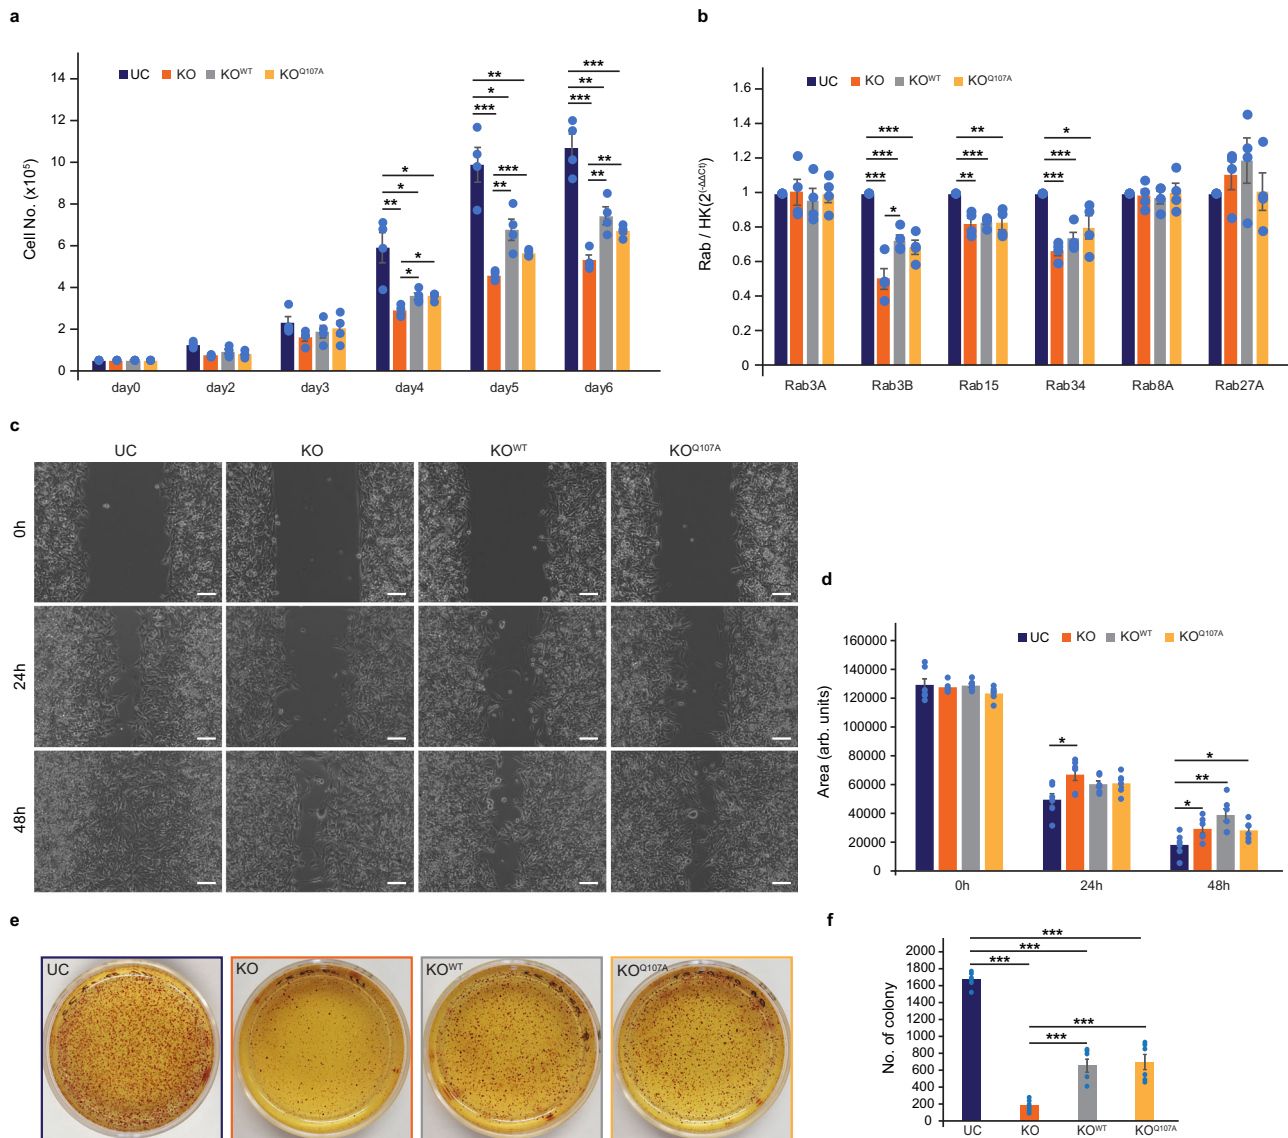 a
UC KO KO^WT KO^Q107A
Cell No. (x10^5)
14
12
10
8
6
4
2
0
** * ***
*** ** ***
* * **
* *
*** **
** **
day0 day2 day3 day4 day5 day6
b
UC KO KO^WT KO^Q107A
Rab / HK(2^(-ΔΔCt))
1.6
1.4
1.2
1
0.8
0.6
0.4
0.2
0
*** *** *** *
** *** ** *
*** *** ***
Rab3A Rab3B Rab15 Rab34 Rab8A Rab27A
c
UC KO KO^WT KO^Q107A
0h
24h
48h
d
UC KO KO^WT KO^Q107A
Area (arb. units)
160000
140000
120000
100000
80000
60000
40000
20000
0
* * ** *
0h 24h 48h
e
UC KO KO^WT KO^Q107A
f
No. of colony
2000
1800
1600
1400
1200
1000
800
600
400
200
0
***
***
***
***
***
UC KO KO^WT KO^Q107A